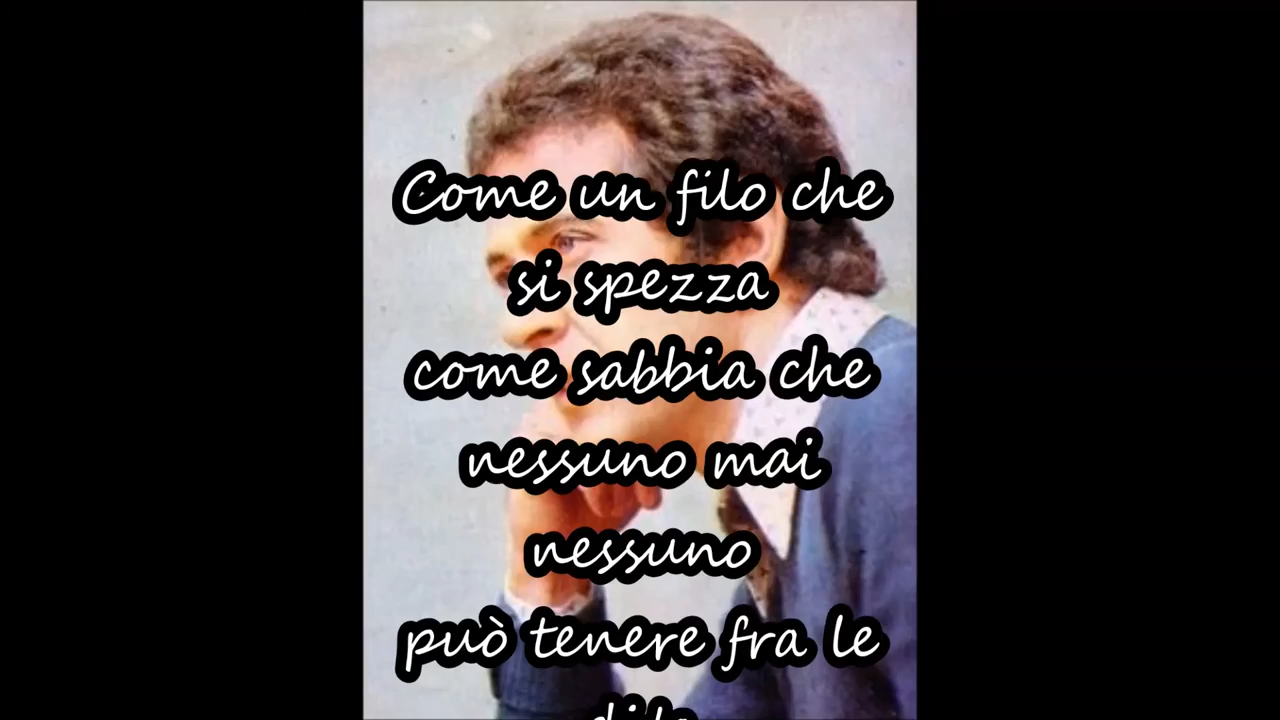 Come un filo che
si spezza
come sabbia che
nessuno mai
nessuno
può tenere fra le